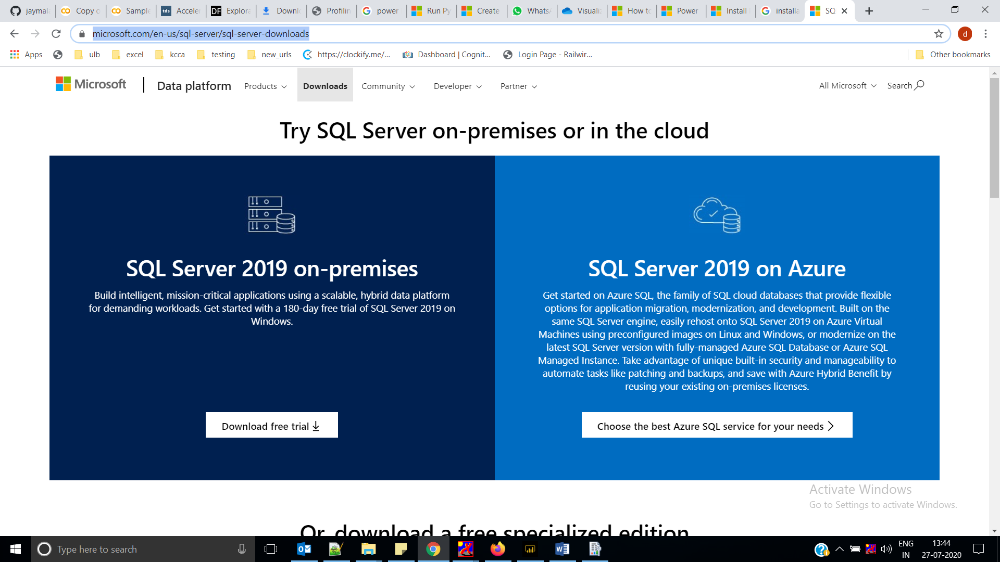 jaymala
Copy o
Sample
tds Acceler
DF Explora
Downlo
Profilin
power
Run Py
Create
Whats
Visualiz
How to
Power
Install
installa
SQ
microsoft.com/en-us/sql-server/sql-server-downloads
d
Apps
ulb
excel
kcca
testing
new_urls
https://clockify.me/...
Dashboard | Cognit...
Login Page - Railwir...
Other bookmarks
Microsoft
Data platform
Products
Downloads
Community
Developer
Partner
All Microsoft
Search
Try SQL Server on-premises or in the cloud
SQL Server 2019 on-premises
Build intelligent, mission-critical applications using a scalable, hybrid data platform
for demanding workloads. Get started with a 180-day free trial of SQL Server 2019 on
Windows.
Download free trial
SQL Server 2019 on Azure
Get started on Azure SQL, the family of SQL cloud databases that provide flexible
options for application migration, modernization, and development. Built on the
same SQL Server engine, easily rehost onto SQL Server 2019 on Azure Virtual
Machines using preconfigured images on Linux and Windows, or modernize on the
latest SQL Server version with fully-managed Azure SQL Database or Azure SQL
Managed Instance. Take advantage of unique built-in security and manageability to
automate tasks like patching and backups, and save with Azure Hybrid Benefit by
reusing your existing on-premises licenses.
Choose the best Azure SQL service for your needs
Activate Windows
Go to Settings to activate Windows.
Or, download a free specialized edition
Type here to search
ENG
IN
13:44
27-07-2020